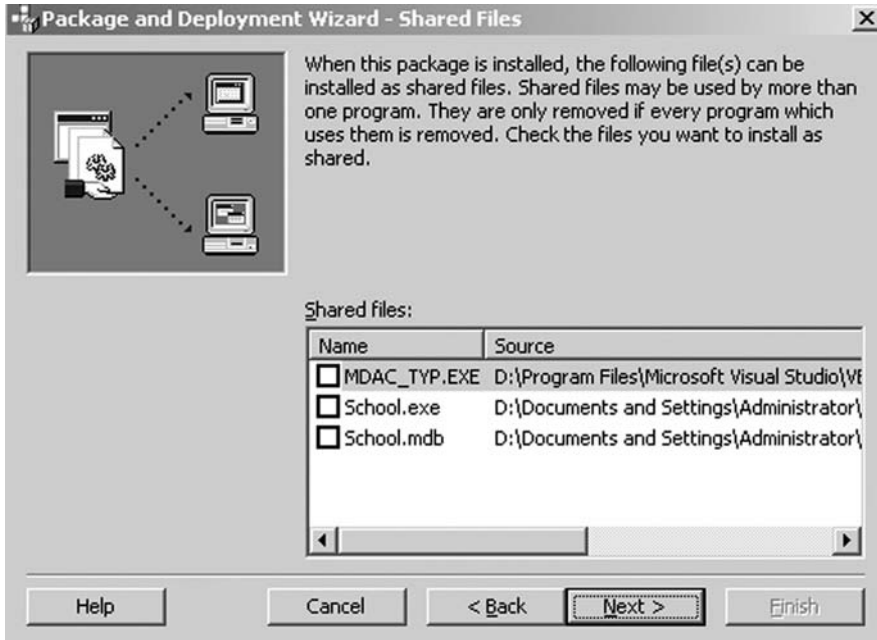 Package and Deployment Wizard - Shared Files
When this package is installed, the following file(s) can be
installed as shared files. Shared files may be used by more than
one program. They are only removed if every program which
uses them is removed. Check the files you want to install as
shared.
Shared files:
Name Source
MDAC_TYP.EXE D:\Program Files\Microsoft Visual Studio\VE
School.exe D:\Documents and Settings\Administrator\
School.mdb D:\Documents and Settings\Administrator\
Help Cancel < Back Next > Finish